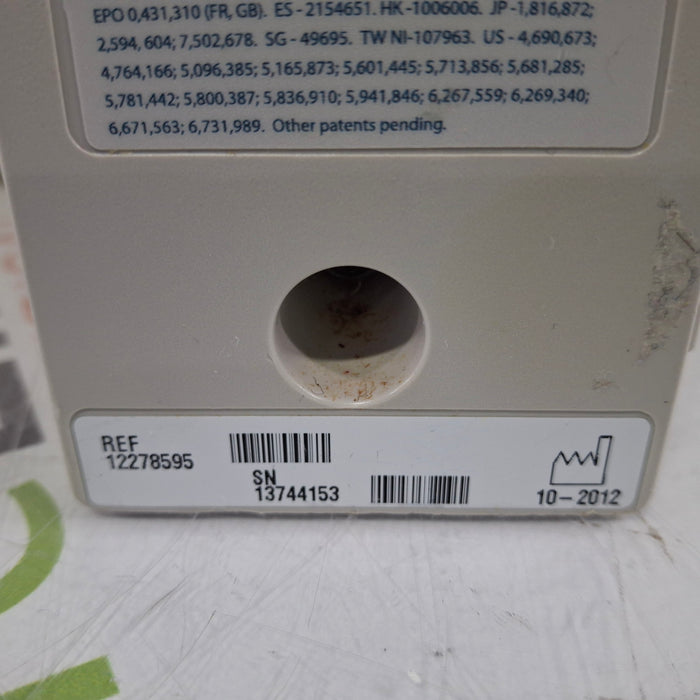 EPO 0,431,310 (FR, GB). ES - 2154651. HK -1006006. JP -1,816,872;
2,594, 604; 7,502,678. SG - 49695. TW NI-107963. US - 4,690,673;
4,764,166; 5,096,385; 5,165,873; 5,601,445; 5,713,856; 5,681,285;
5,781,442; 5,800,387; 5,836,910; 5,941,846; 6,267,559; 6,269,340;
6,671,563; 6,731,989. Other patents pending.
REF
12278595
SN
13744153
10-2012